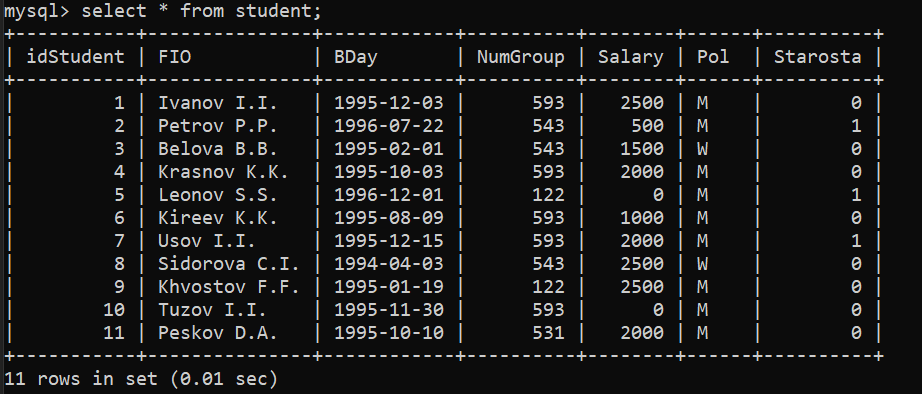 mysql> select * from student;
+-----------+---------------+------------+----------+--------+------+----------+
| idStudent | FIO           | BDay       | NumGroup | Salary | Pol  | Starosta |
+-----------+---------------+------------+----------+--------+------+----------+
|         1 | Ivanov I.I.   | 1995-12-03 |      593 |   2500 | M    |        0 |
|         2 | Petrov P.P.   | 1996-07-22 |      543 |    500 | M    |        1 |
|         3 | Belova B.B.   | 1995-02-01 |      543 |   1500 | W    |        0 |
|         4 | Krasnov K.K.  | 1995-10-03 |      593 |   2000 | M    |        0 |
|         5 | Leonov S.S.   | 1996-12-01 |      122 |      0 | M    |        1 |
|         6 | Kireev K.K.   | 1995-08-09 |      593 |   1000 | M    |        0 |
|         7 | Usov I.I.     | 1995-12-15 |      593 |   2000 | M    |        1 |
|         8 | Sidorova C.I. | 1994-04-03 |      543 |   2500 | W    |        0 |
|         9 | Khvostov F.F. | 1995-01-19 |      122 |   2500 | M    |        0 |
|        10 | Tuzov I.I.    | 1995-11-30 |      593 |      0 | M    |        0 |
|        11 | Peskov D.A.   | 1995-10-10 |      531 |   2000 | M    |        0 |
+-----------+---------------+------------+----------+--------+------+----------+
11 rows in set (0.01 sec)